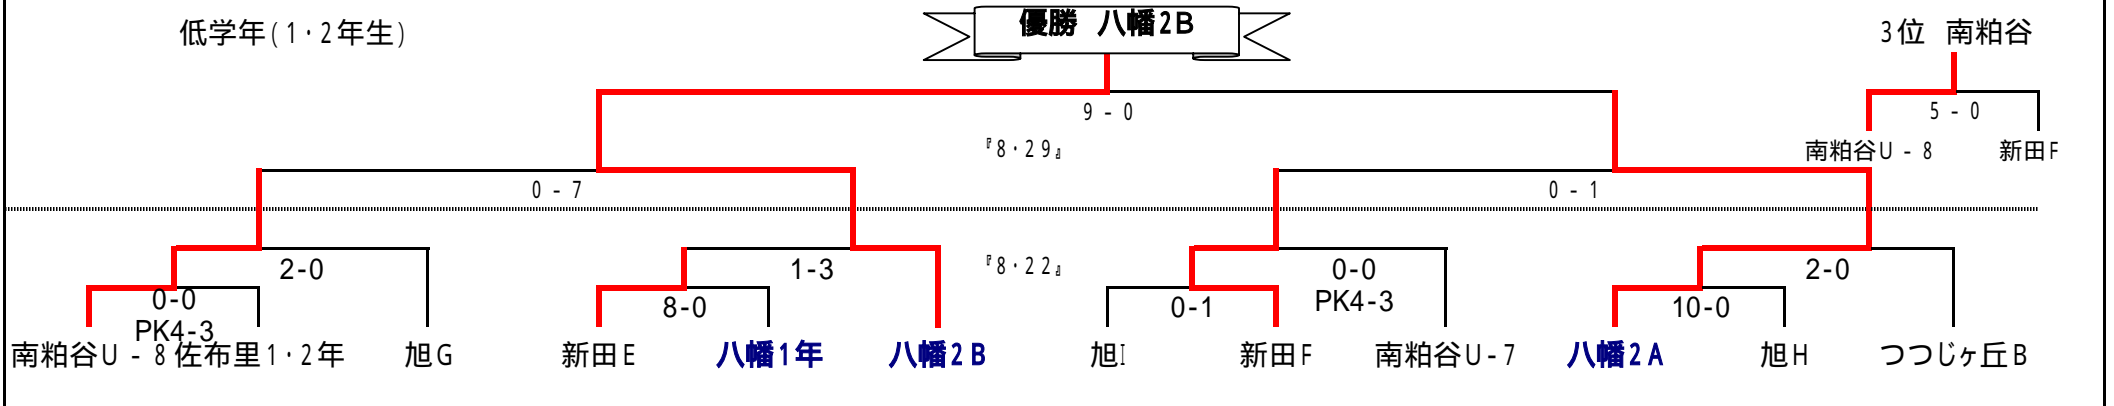 優勝 八幡2B
低学年(1・2年生)
3位 南粕谷
9-0
5-0
『8・29』
南粕谷U-8 新田F
0-7
0-1
2-0
1-3
『8・22』
0-0
PK4-3
2-0
0-0
PK4-3
8-0
0-1
10-0
南粕谷U-8 佐布里1・2年 旭G 新田E 八幡1年 八幡2B 旭I 新田F 南粕谷U-7 八幡2A 旭H つつじヶ丘B